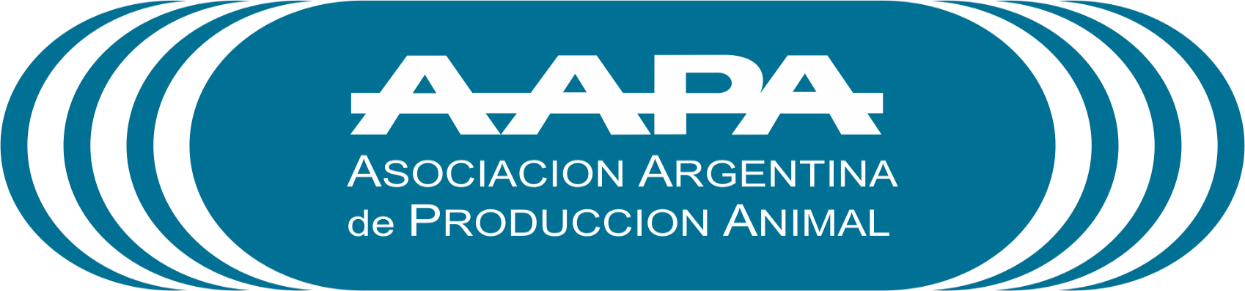 AAPA
ASOCIACION ARGENTINA
de PRODUCCION ANIMAL